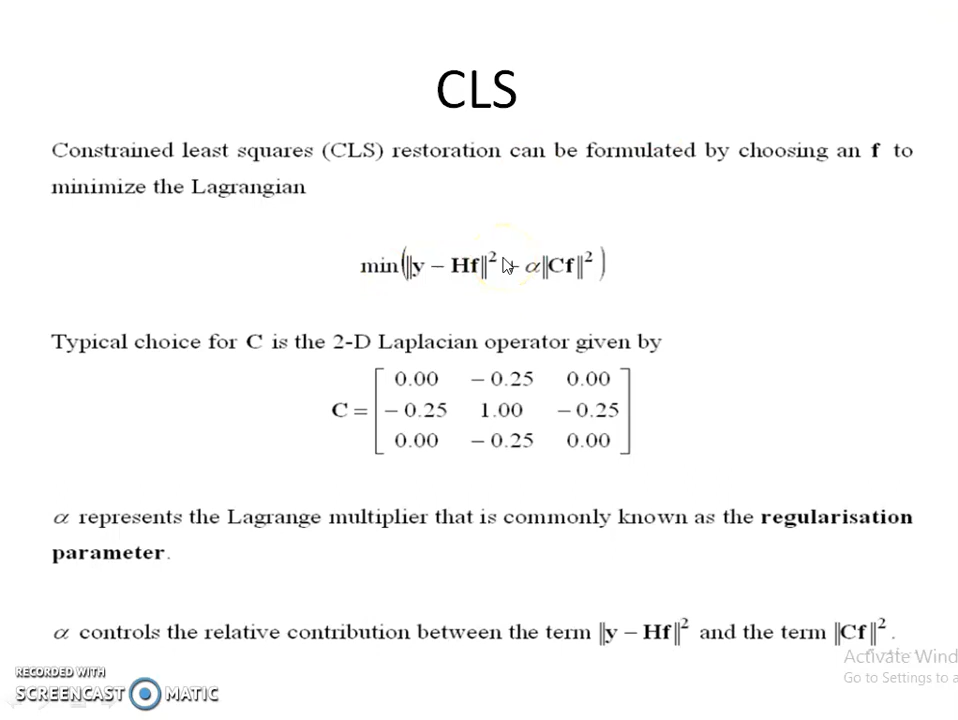 CLS
Constrained least squares (CLS) restoration can be formulated by choosing an f to
minimize the Lagrangian
min(‖y − Hf‖² + α‖Cf‖²)
Typical choice for C is the 2-D Laplacian operator given by
0.00 − 0.25 0.00
C = − 0.25 1.00 − 0.25
0.00 − 0.25 0.00
α represents the Lagrange multiplier that is commonly known as the regularisation
parameter.
α controls the relative contribution between the term ‖y − Hf‖² and the term ‖Cf‖².
Activate Wind
Go to Settings to a
RECORDED WITH
SCREENCAST MATIC